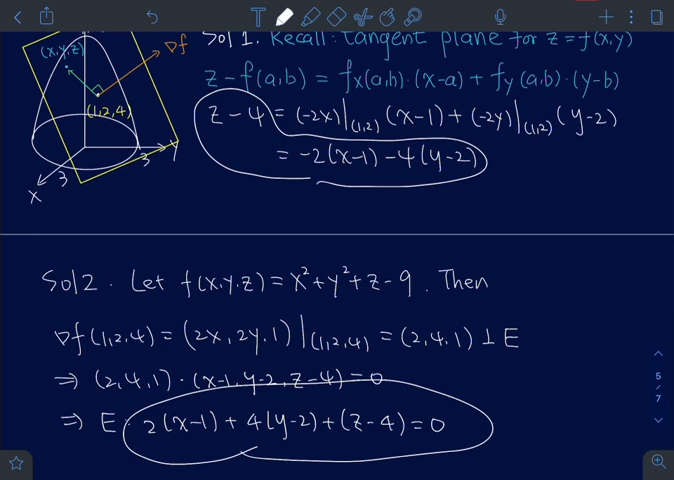 Sol 1. Recall: Tangent plane for z = f(x,y)
(x,y,z)
∇f
z - f(a,b) = fx(a,b)·(x-a) + fy(a,b)·(y-b)
(1,2,4)
z - 4 = (-2x)|(1,2) (x-1) + (-2y)|(1,2) (y-2)
= -2(x-1) - 4(y-2)
3
3
Y
X
Sol 2. Let f(x,y,z) = x² + y² + z - 9. Then
∇f(1,2,4) = (2x, 2y, 1)|(1,2,4) = (2,4,1) ⊥ E
⇒ (2,4,1)·(x-1, y-2, z-4) = 0
⇒ E: 2(x-1) + 4(y-2) + (z-4) = 0
5
7